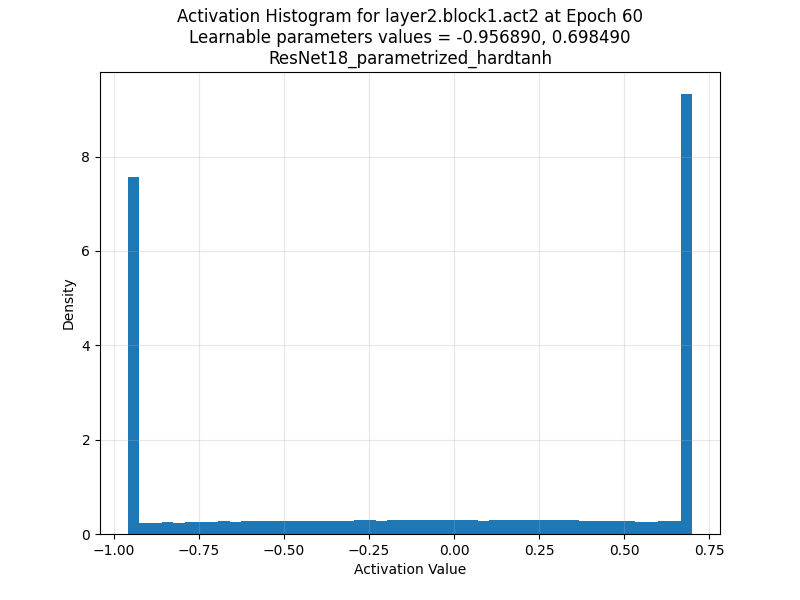 Activation Histogram for layer2.block1.act2 at Epoch 60
Learnable parameters values = -0.956890, 0.698490
ResNet18_parametrized_hardtanh
Density
8
6
4
2
0
−1.00 −0.75 −0.50 −0.25 0.00 0.25 0.50 0.75
Activation Value